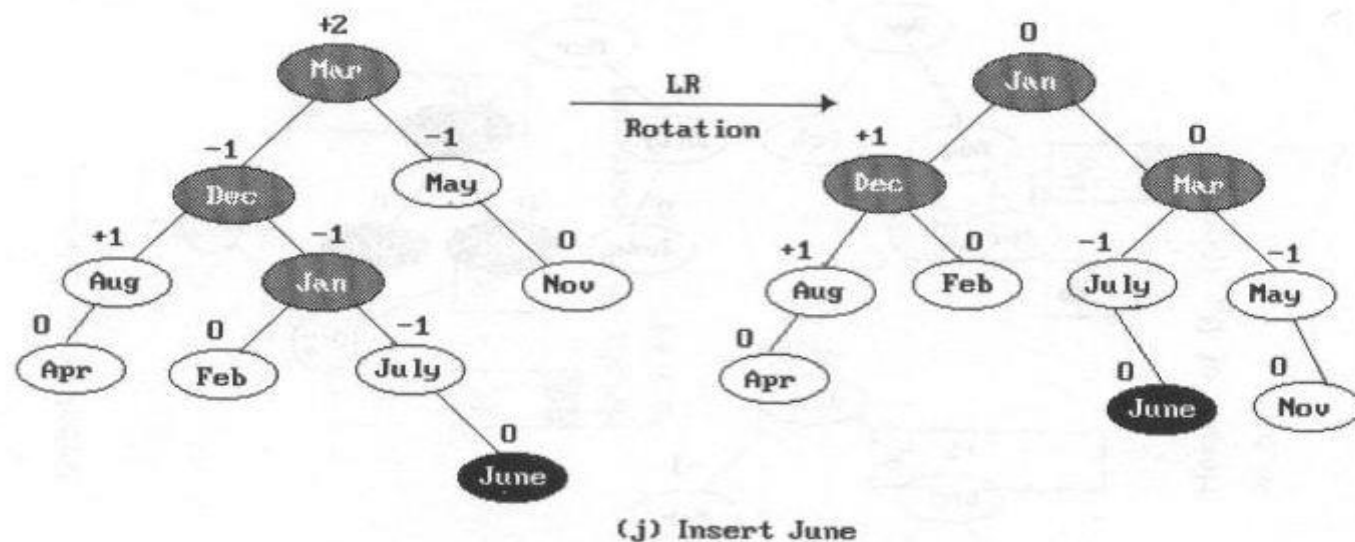 +2
Mar
-1
Dec
-1
May
+1
Aug
-1
Jan
0
Nov
0
Apr
0
Feb
-1
July
0
June
LR
Rotation
0
Jan
+1
Dec
0
Mar
+1
Aug
0
Feb
-1
July
-1
May
0
Apr
0
June
0
Nov
(j) Insert June